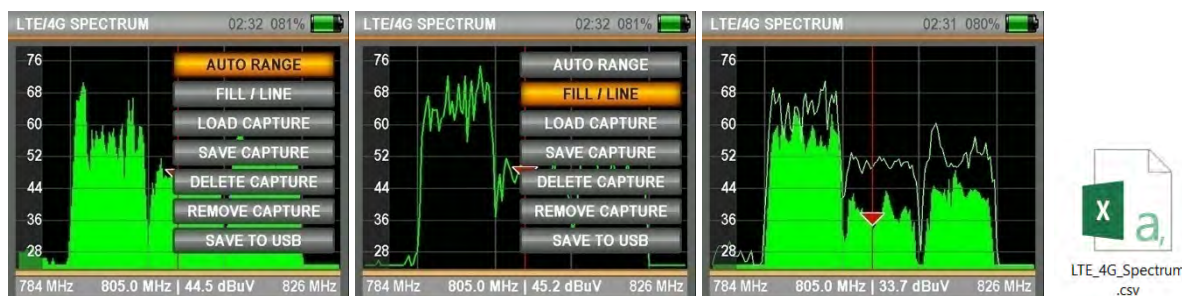 LTE/4G SPECTRUM 02:32 081%
76
68
60
52
44
36
28
AUTO RANGE
FILL / LINE
LOAD CAPTURE
SAVE CAPTURE
DELETE CAPTURE
REMOVE CAPTURE
SAVE TO USB
784 MHz 805.0 MHz | 44.5 dBuV 826 MHz
LTE/4G SPECTRUM 02:32 081%
76
68
60
52
44
36
28
AUTO RANGE
FILL / LINE
LOAD CAPTURE
SAVE CAPTURE
DELETE CAPTURE
REMOVE CAPTURE
SAVE TO USB
784 MHz 805.0 MHz | 45.2 dBuV 826 MHz
LTE/4G SPECTRUM 02:31 080%
76
68
60
52
44
36
28
784 MHz 805.0 MHz | 33.7 dBuV 826 MHz
X
a,
LTE_4G_Spectrum
.csv